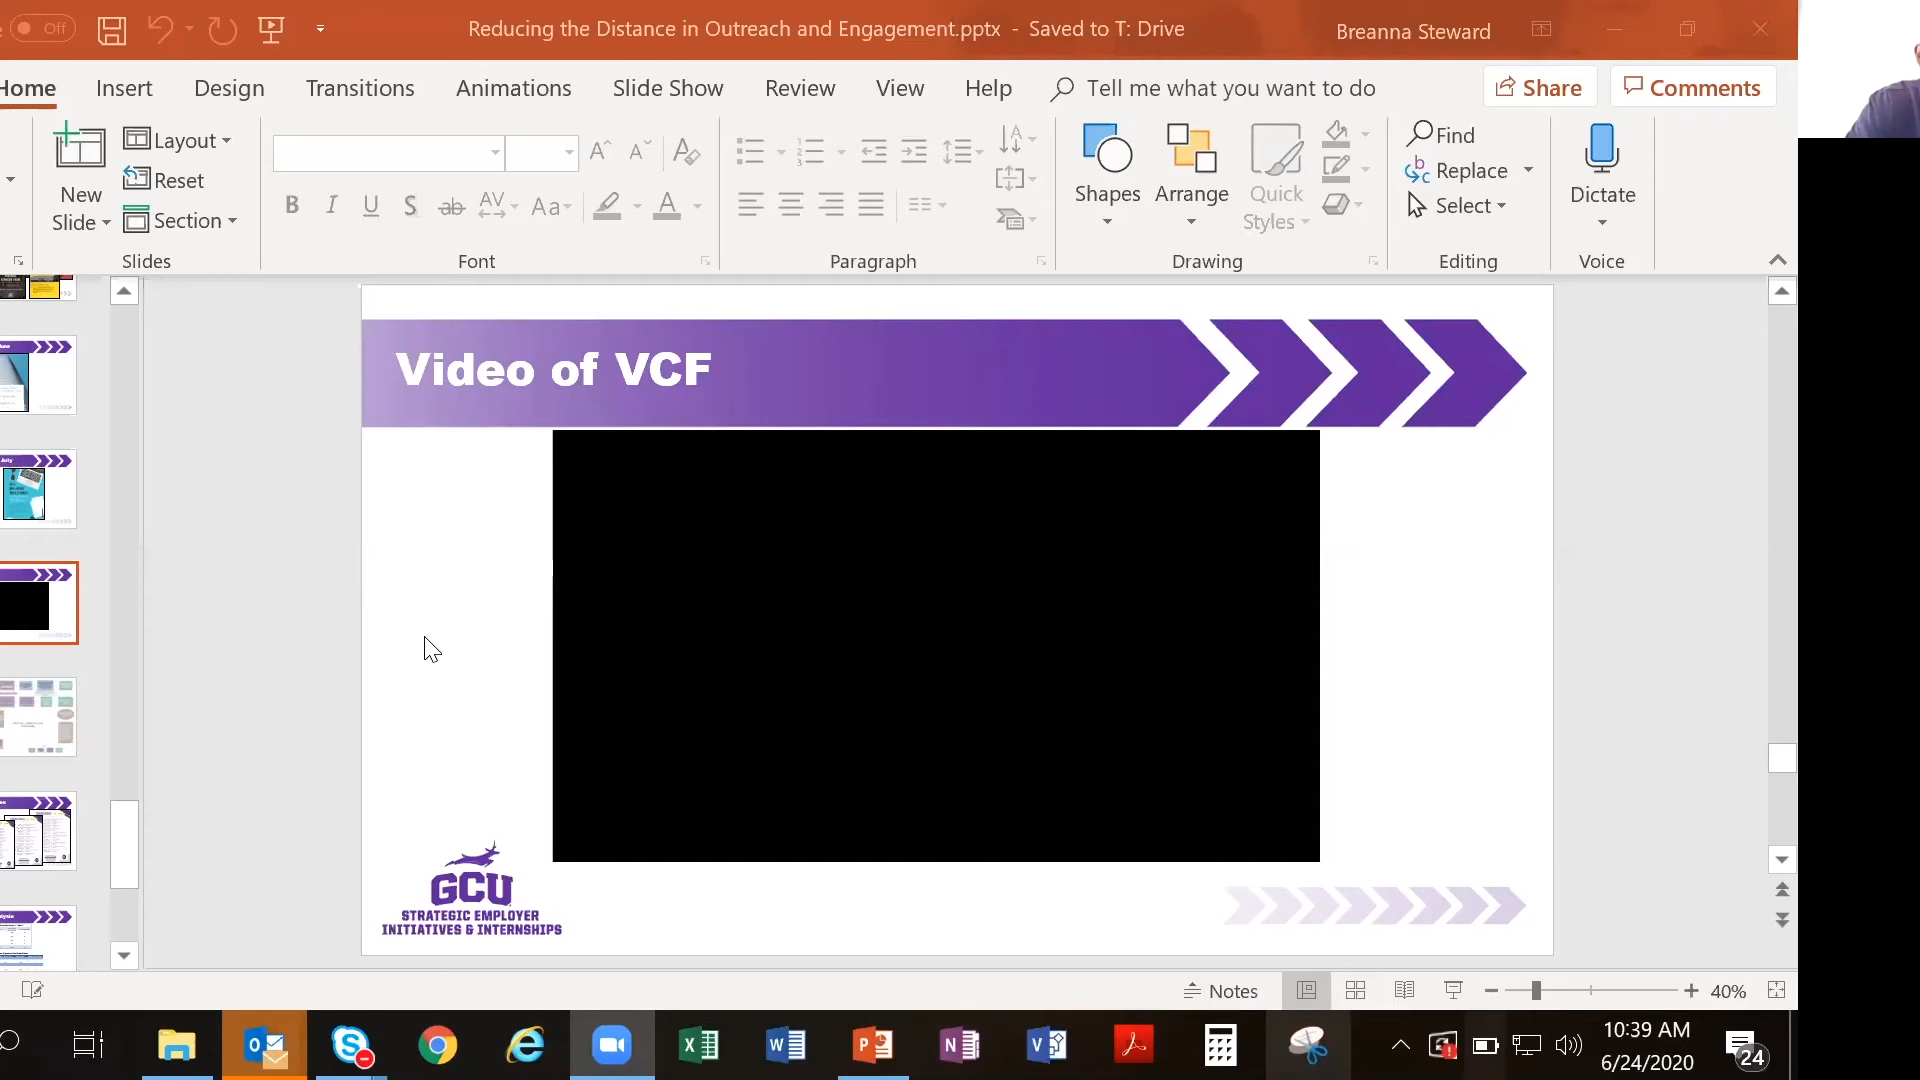 Off
Reducing the Distance in Outreach and Engagement.pptx - Saved to T: Drive
Breanna Steward
Home Insert Design Transitions Animations Slide Show Review View Help Tell me what you want to do Share Comments
New Slide
Layout
Reset
Section
Slides
B I U S ab AV Aa A
Font
Paragraph
Shapes
Arrange
Quick Styles
Drawing
Find
Replace
Select
Editing
Dictate
Voice
Video of VCF
GCU
STRATEGIC EMPLOYER
INITIATIVES & INTERNSHIPS
Notes
40%
10:39 AM
6/24/2020
24